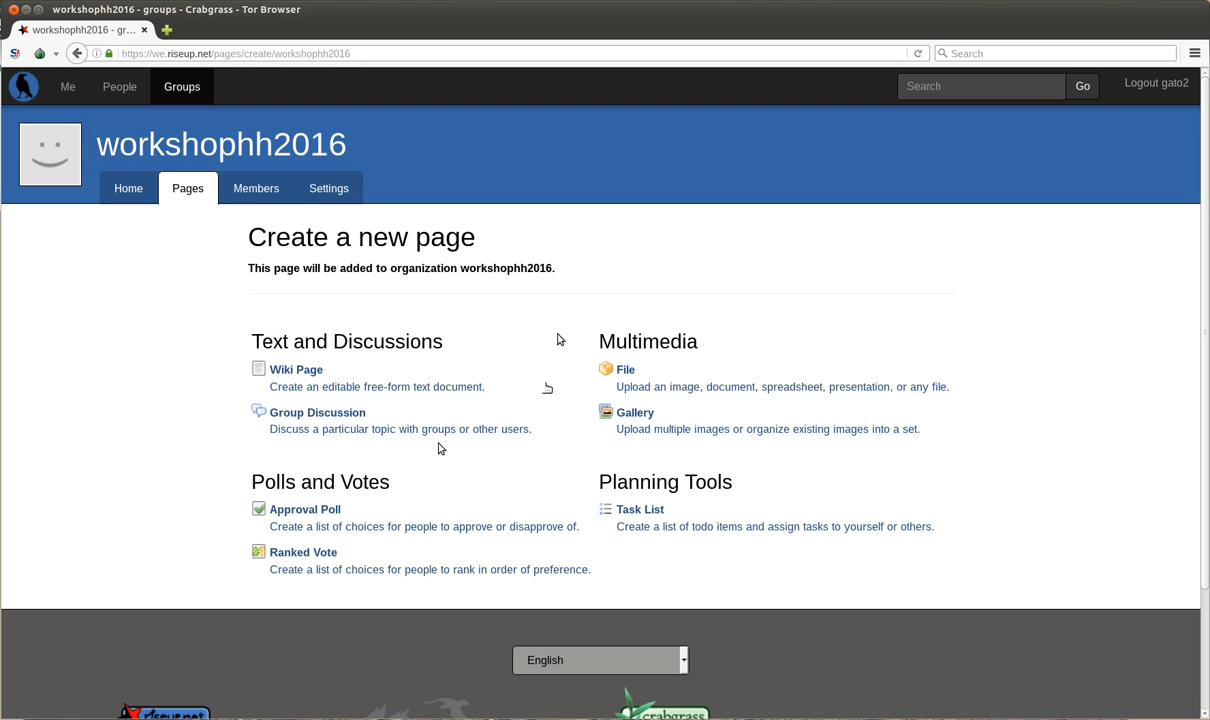 workshophh2016 - groups - Crabgrass - Tor Browser
workshophh2016 - gr...
https://we.riseup.net/pages/create/workshophh2016
Search
Me
People
Groups
Search
Go
Logout gato2
workshophh2016
Home
Pages
Members
Settings
Create a new page
This page will be added to organization workshophh2016.
Text and Discussions
Wiki Page
Create an editable free-form text document.
Group Discussion
Discuss a particular topic with groups or other users.
Multimedia
File
Upload an image, document, spreadsheet, presentation, or any file.
Gallery
Upload multiple images or organize existing images into a set.
Polls and Votes
Approval Poll
Create a list of choices for people to approve or disapprove of.
Ranked Vote
Create a list of choices for people to rank in order of preference.
Planning Tools
Task List
Create a list of todo items and assign tasks to yourself or others.
English
riseup.net
crabgrass